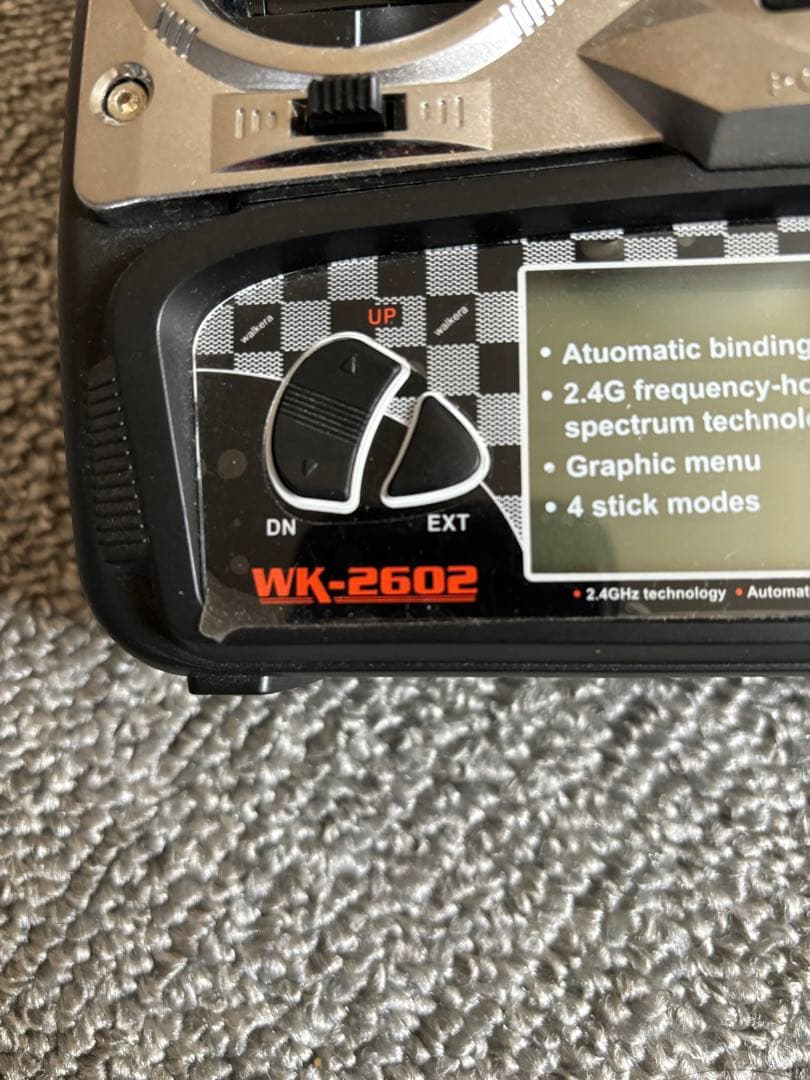 walkera
UP
walkera
• Atuomatic binding
• 2.4G frequency-ho
spectrum technolo
• Graphic menu
• 4 stick modes
DN
EXT
WK-2602
• 2.4GHz technology • Automat